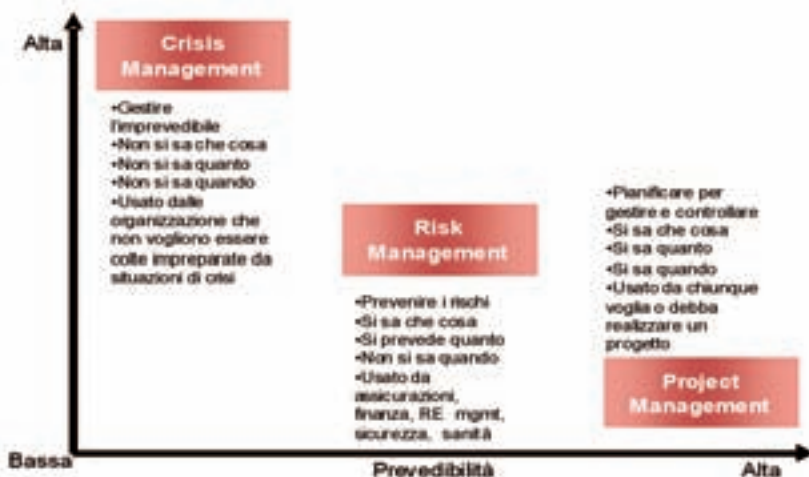 Alta
Crisis
Management
•Gestire
l'imprevedibile
•Non si sa che cosa
•Non si sa quanto
•Non si sa quando
•Usato dalle
organizzazione che
non vogliono essere
colte impreparate da
situazioni di crisi
Risk
Management
•Prevenire i rischi
•Si sa che cosa
•Si prevede quanto
•Non si sa quando
•Usato da
assicurazioni,
finanza, RE mgmt,
sicurezza, sanità
•Pianificare per
gestire e controllare
•Si sa che cosa
•Si sa quanto
•Si sa quando
•Usato da chiunque
voglia o debba
realizzare un
progetto
Project
Management
Bassa
Prevedibilità
Alta